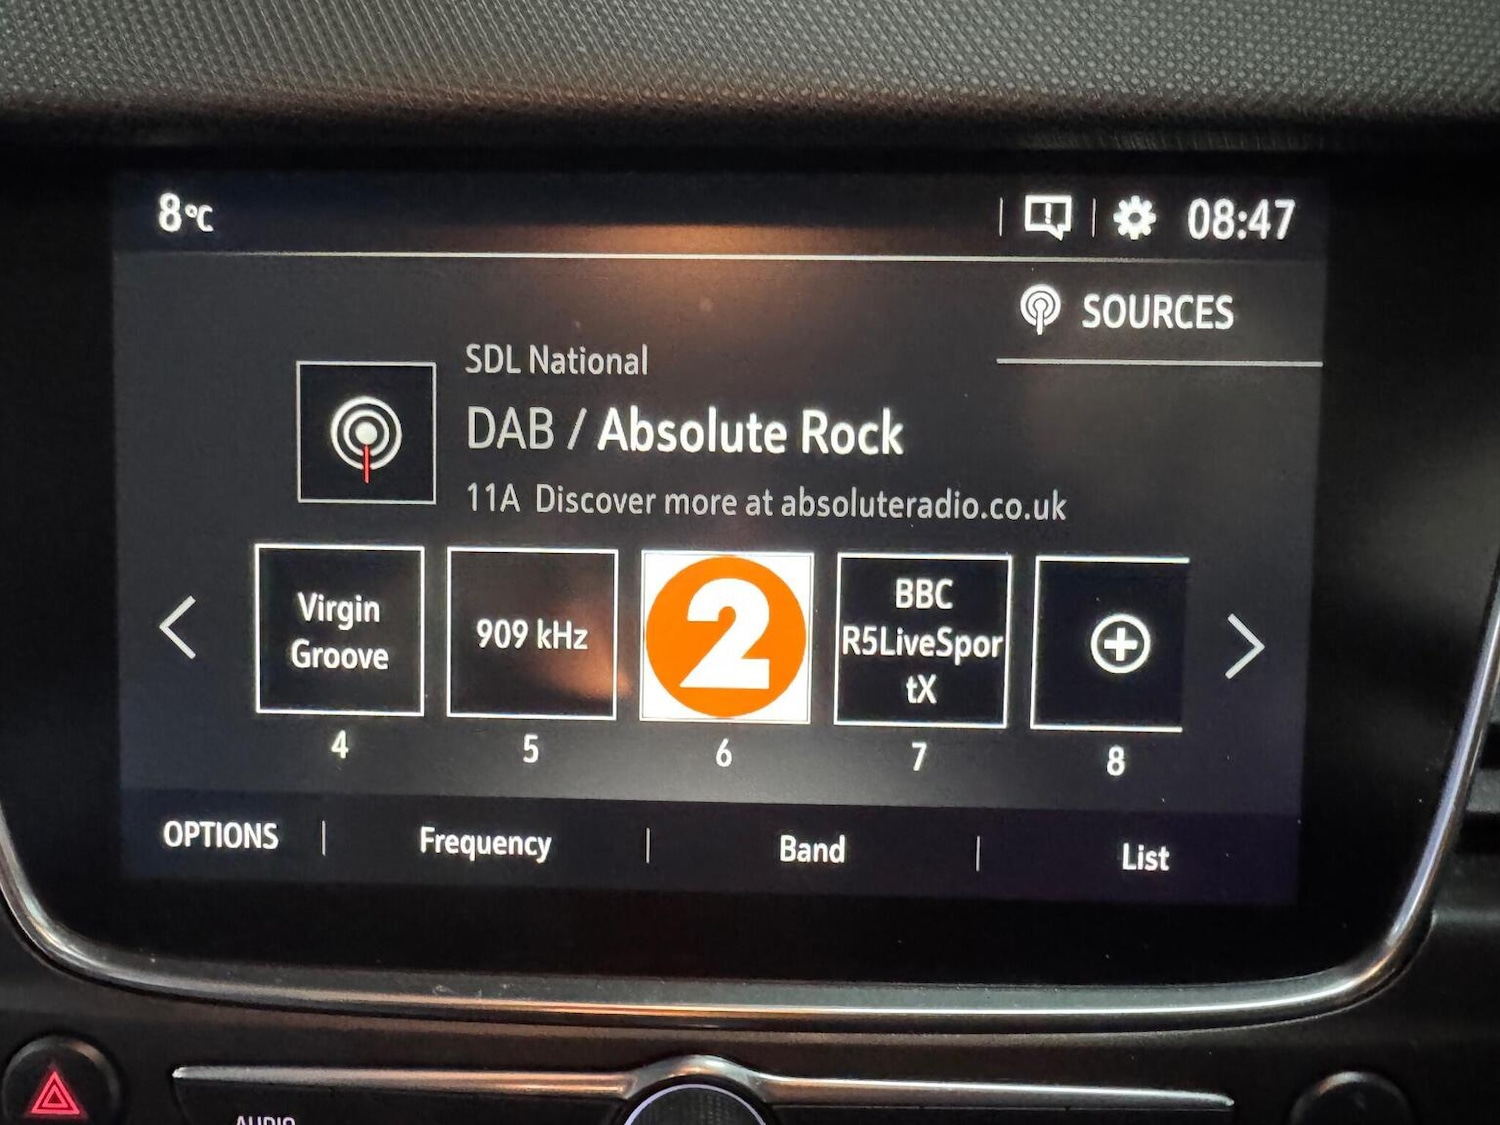 8°C
08:47
SOURCES
SDL National
DAB / Absolute Rock
11A Discover more at absoluteradio.co.uk
Virgin
Groove
909 kHz
2
BBC
R5LiveSpor
tX
4
5
6
7
8
OPTIONS
Frequency
Band
List
AUDIO